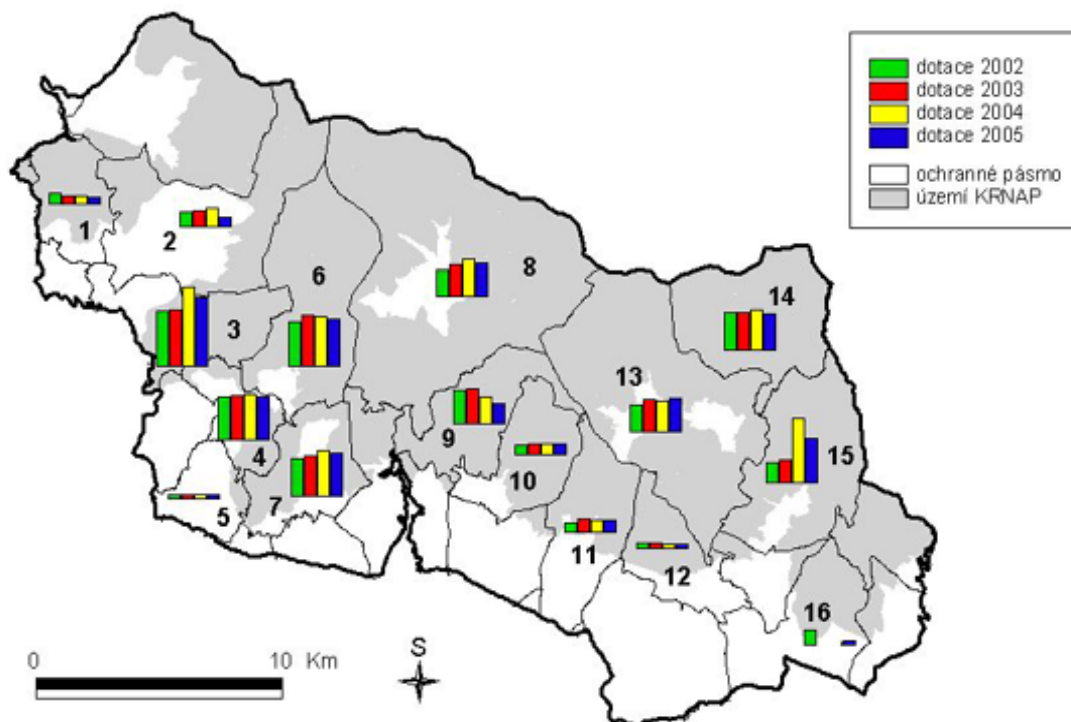 dotace 2002
dotace 2003
dotace 2004
dotace 2005
ochranné pásmo
území KRNAP
1
2
3
4
5
6
7
8
9
10
11
12
13
14
15
16
0 10 Km
S